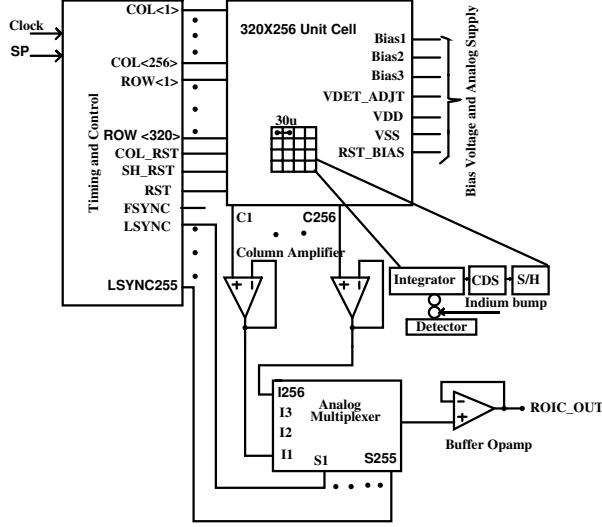 Clock
SP
COL<1>
COL<256>
ROW<1>
ROW <320>
COL_RST
SH_RST
RST
FSYNC
LSYNC
LSYNC255
Timing and Control
320X256 Unit Cell
30u
Bias1
Bias2
Bias3
VDET_ADJT
VDD
VSS
RST_BIAS
Bias Voltage and Analog Supply
C1
C256
Column Amplifier
+ -
+ -
Integrator
CDS
S/H
Indium bump
Detector
I256
I3
I2
I1
Analog
Multiplexer
S1
S255
-
+
ROIC_OUT
Buffer Opamp